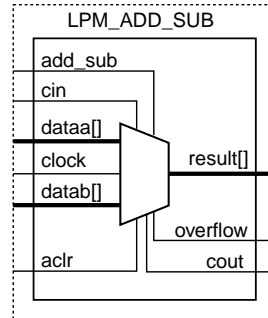 LPM_ADD_SUB
add_sub
cin
dataa[]
clock
result[]
datab[]
overflow
aclr
cout